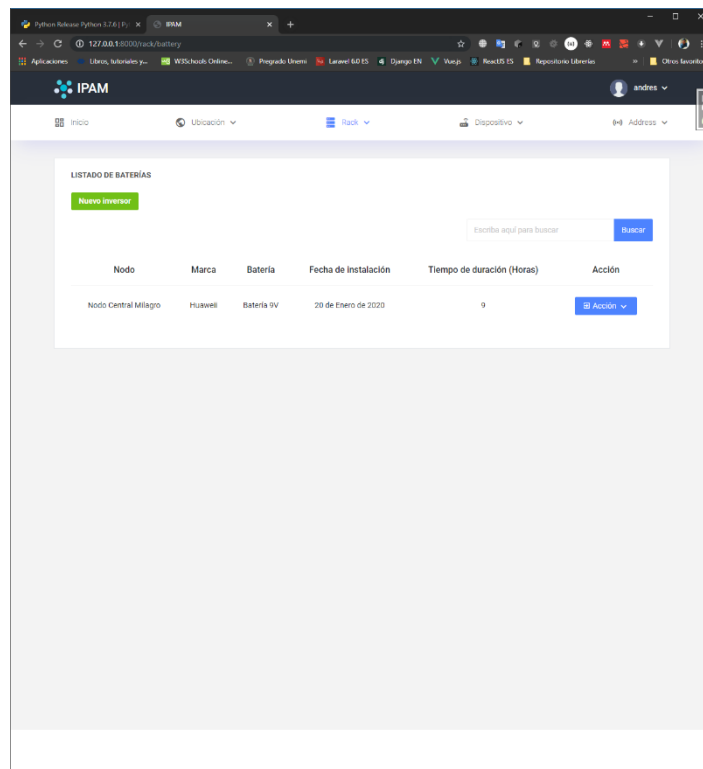 Python Release Python 3.7.6 | Py
IPAM
127.0.0.1:8000/rack/battery
Aplicaciones
Libros, tutoriales y...
W3Schools Online...
Pregrado Unemi
Laravel 6.0 ES
Django EN
Vue.js
ReactJS ES
Repositorio Librerías
»
Otros favorito
IPAM
andres
Inicio
Ubicación
Rack
Dispositivo
Address
LISTADO DE BATERÍAS
Nuevo inversor
Escriba aquí para buscar
Buscar
Nodo Marca Batería Fecha de instalación Tiempo de duración (Horas) Acción
Nodo Central Milagro Huaweii Batería 9V 20 de Enero de 2020 9 Acción